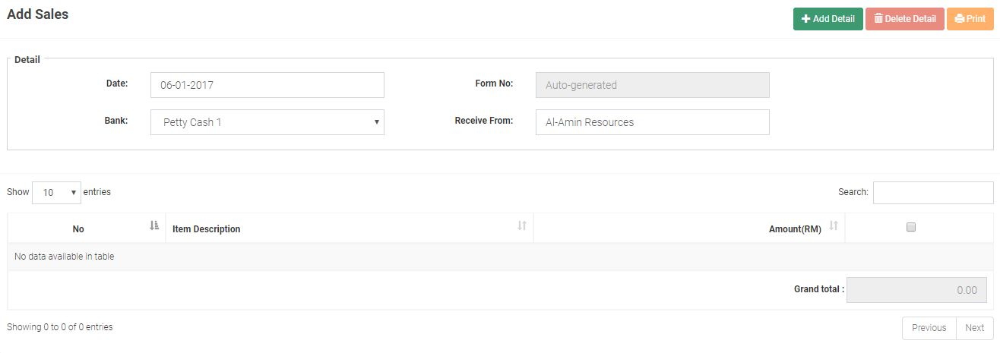 Add Sales
Add Detail Delete Detail Print
Detail
Date: 06-01-2017 Form No: Auto-generated
Bank: Petty Cash 1 Receive From: Al-Amin Resources
Show 10 entries Search:
No Item Description Amount(RM)
No data available in table
Grand total : 0.00
Showing 0 to 0 of 0 entries Previous Next